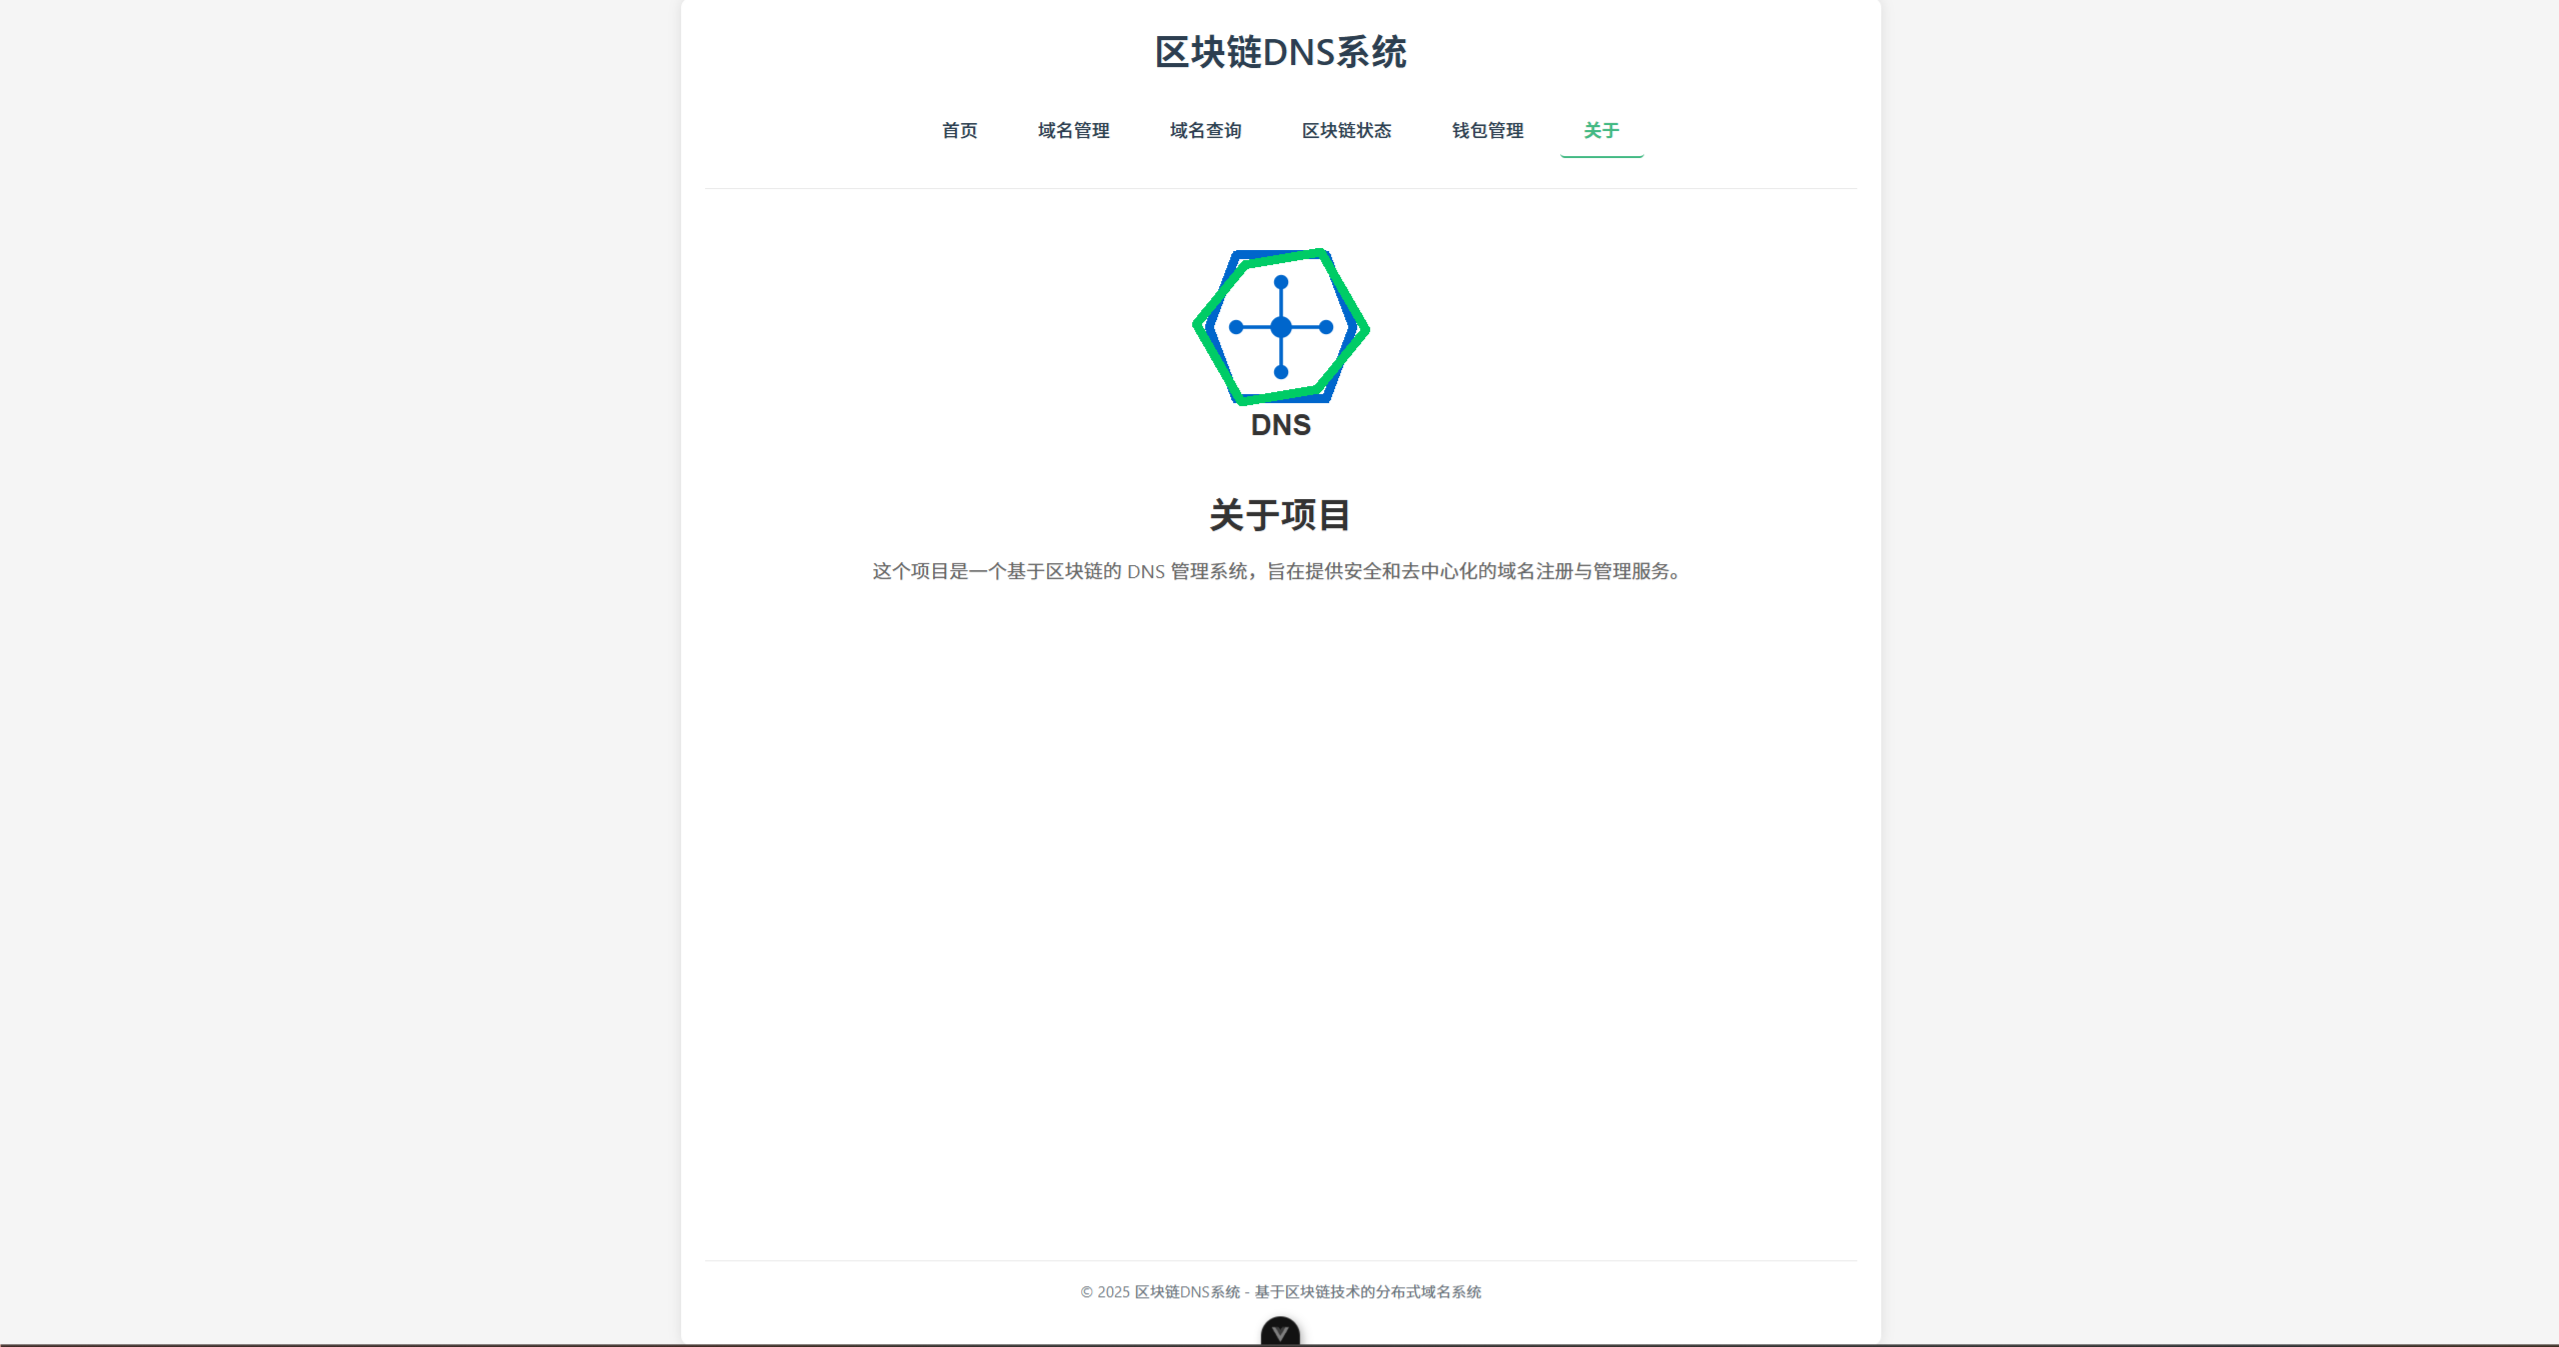 区块链DNS系统
首页 域名管理 域名查询 区块链状态 钱包管理 关于
DNS
关于项目
这个项目是一个基于区块链的 DNS 管理系统，旨在提供安全和去中心化的域名注册与管理服务。
© 2025 区块链DNS系统 - 基于区块链技术的分布式域名系统